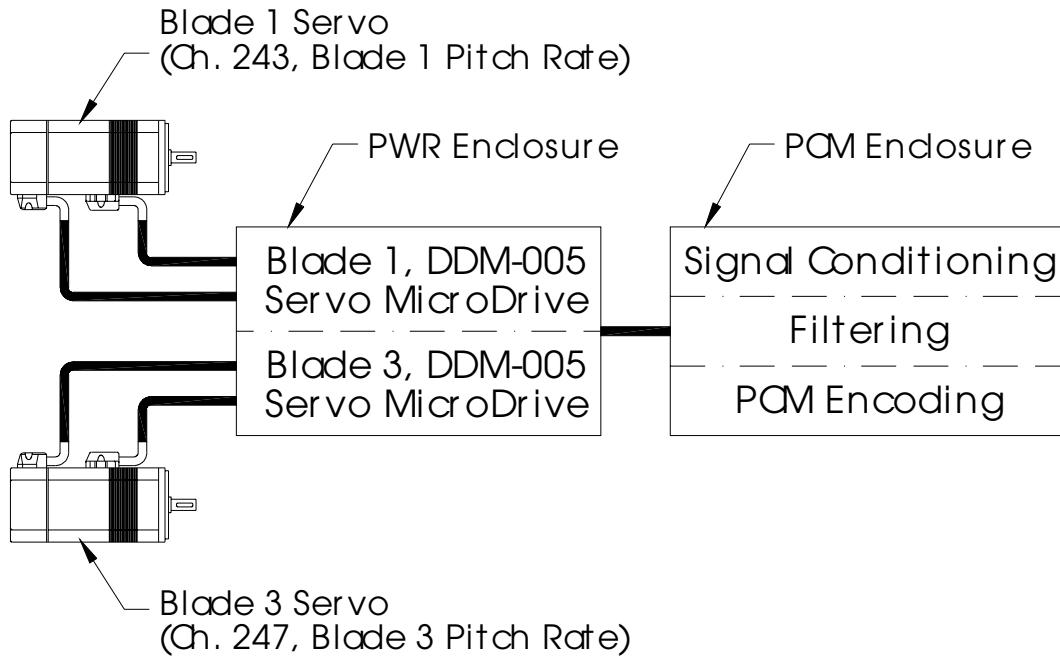 Blade 1 Servo
(Ch. 243, Blade 1 Pitch Rate)
PWR Enclosure
PCM Enclosure
Blade 1, DDM-005
Servo MicroDrive
Blade 3, DDM-005
Servo MicroDrive
Signal Conditioning
Filtering
PCM Encoding
Blade 3 Servo
(Ch. 247, Blade 3 Pitch Rate)